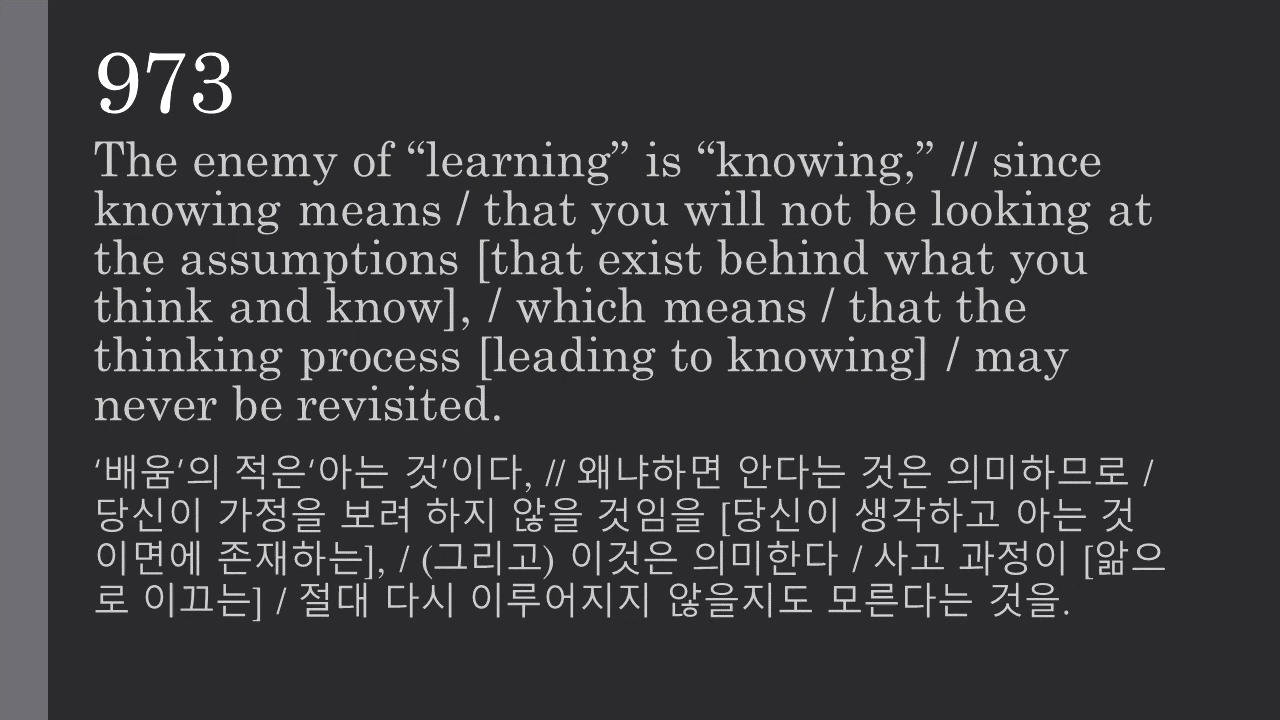 973
The enemy of “learning” is “knowing,” // since
knowing means / that you will not be looking at
the assumptions [that exist behind what you
think and know], / which means / that the
thinking process [leading to knowing] / may
never be revisited.
‘배움’의 적은‘아는 것’이다, // 왜냐하면 안다는 것은 의미하므로 /
당신이 가정을 보려 하지 않을 것임을 [당신이 생각하고 아는 것
이면에 존재하는], / (그리고) 이것은 의미한다 / 사고 과정이 [앎으
로 이끄는] / 절대 다시 이루어지지 않을지도 모른다는 것을.